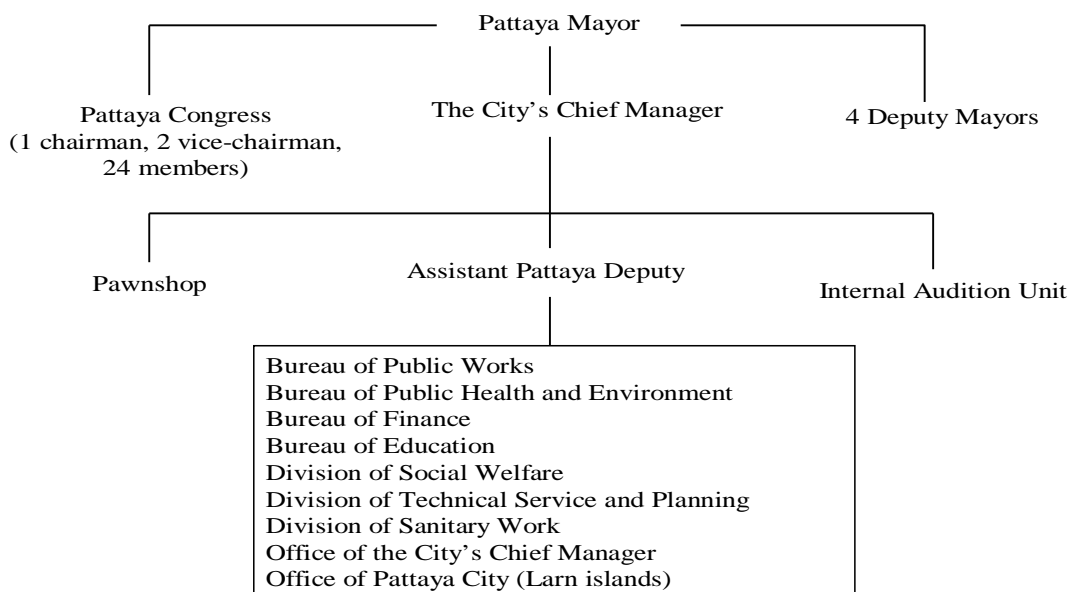 Pattaya Mayor
Pattaya Congress
(1 chairman, 2 vice-chairman,
24 members)
The City’s Chief Manager
4 Deputy Mayors
Pawnshop
Assistant Pattaya Deputy
Internal Audition Unit
Bureau of Public Works
Bureau of Public Health and Environment
Bureau of Finance
Bureau of Education
Division of Social Welfare
Division of Technical Service and Planning
Division of Sanitary Work
Office of the City’s Chief Manager
Office of Pattaya City (Larn islands)